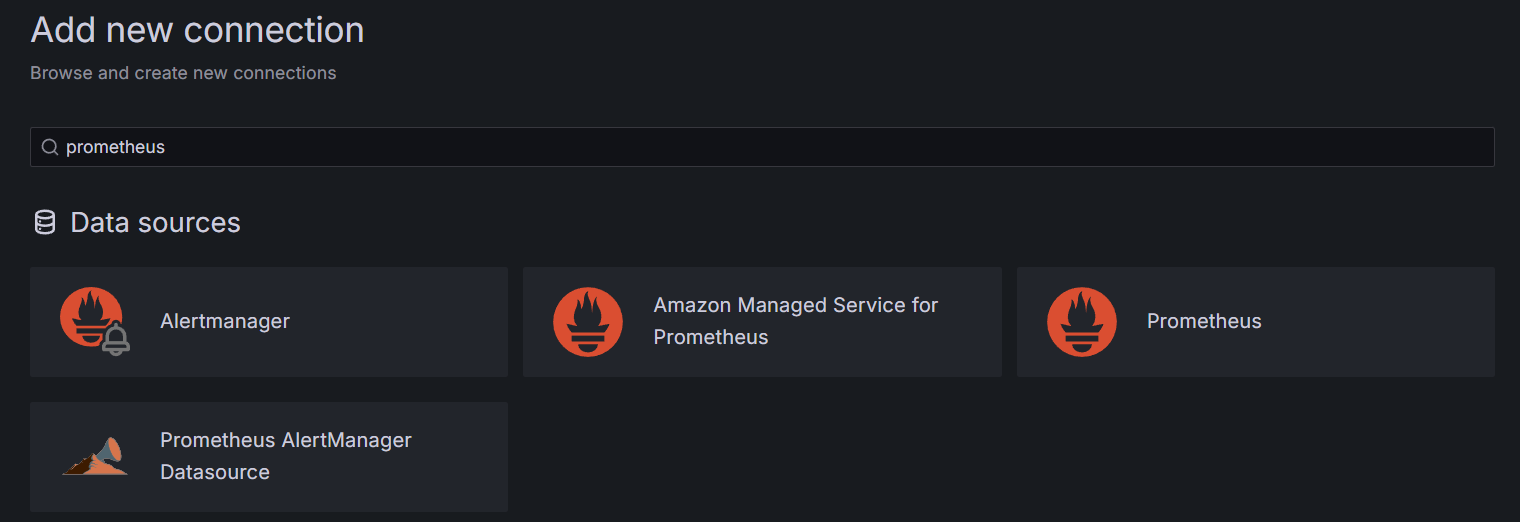 Add new connection
Browse and create new connections
prometheus
Data sources
Alertmanager
Amazon Managed Service for
Prometheus
Prometheus
Prometheus AlertManager
Datasource